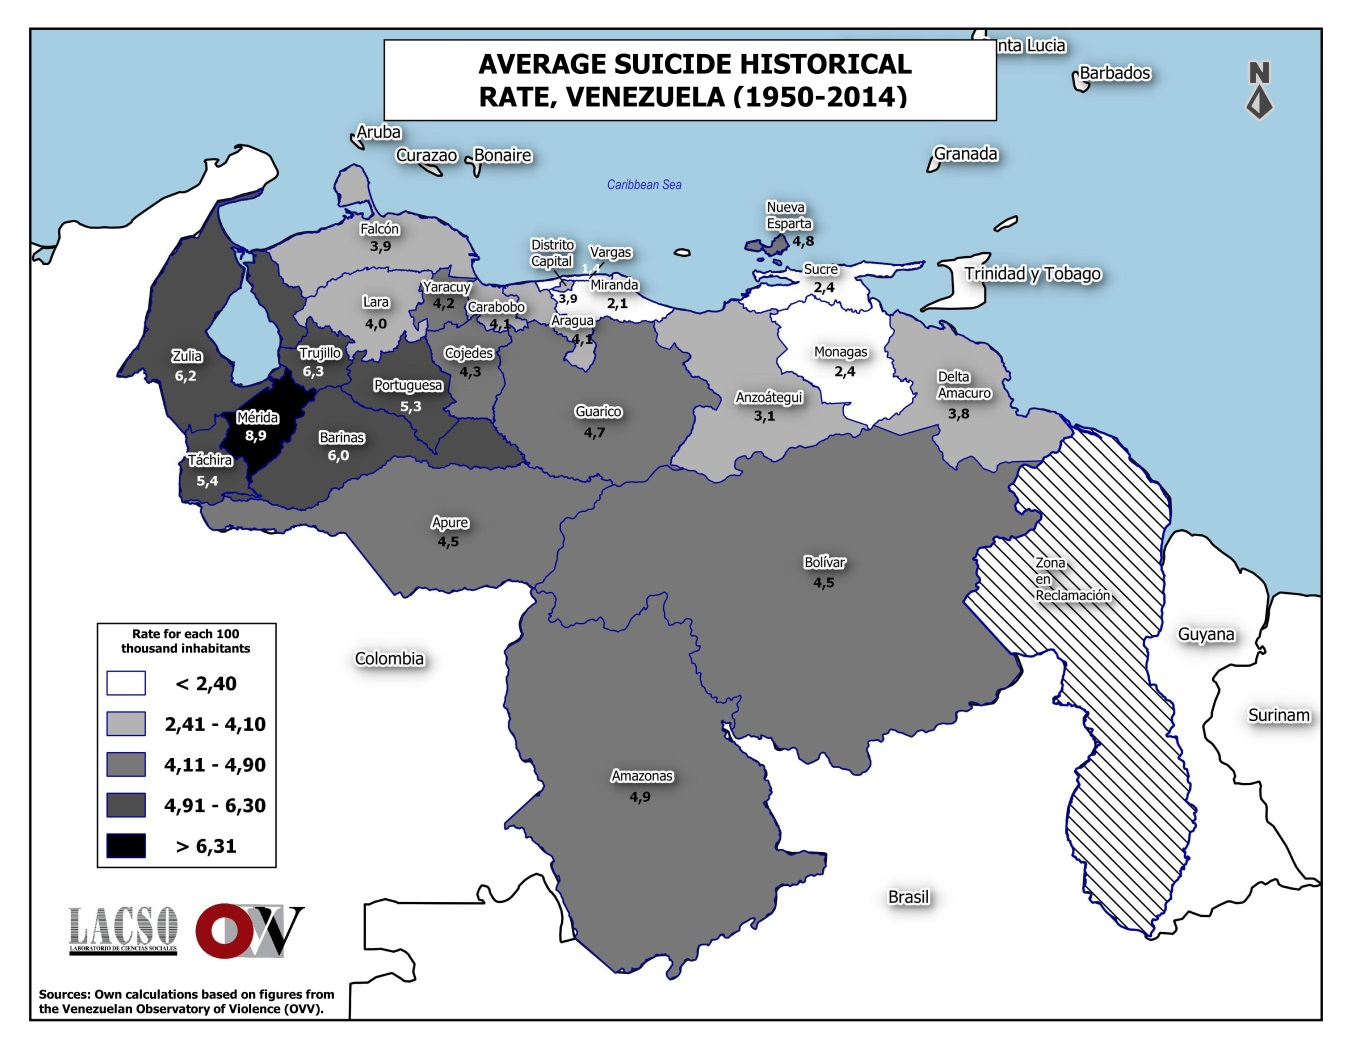 AVERAGE SUICIDE HISTORICAL
RATE, VENEZUELA (1950-2014)
nta Lucia
Barbados
N
Aruba
Curazao
Bonaire
Granada
Caribbean Sea
Nueva
Esparta
4,8
Falcón
3,9
Distrito
Capital
3,9
Vargas
Miranda
2,1
Sucre
2,4
Trinidad y Tobago
Yaracuy
4,2
Lara
4,0
Carabobo
4,1
Aragua
4,1
Zulia
6,2
Trujillo
6,3
Cojedes
4,3
Monagas
2,4
Portuguesa
5,3
Delta
Amacuro
3,8
Anzoátegui
3,1
Guarico
4,7
Mérida
8,9
Barinas
6,0
Táchira
5,4
Apure
4,5
Bolívar
4,5
Zona
en
Reclamación
Guyana
Colombia
Surinam
Amazonas
4,9
Brasil
Rate for each 100
thousand inhabitants
< 2,40
2,41 - 4,10
4,11 - 4,90
4,91 - 6,30
> 6,31
LACSO
LABORATORIO DE CIENCIAS SOCIALES
OVV
Sources: Own calculations based on figures from
the Venezuelan Observatory of Violence (OVV).